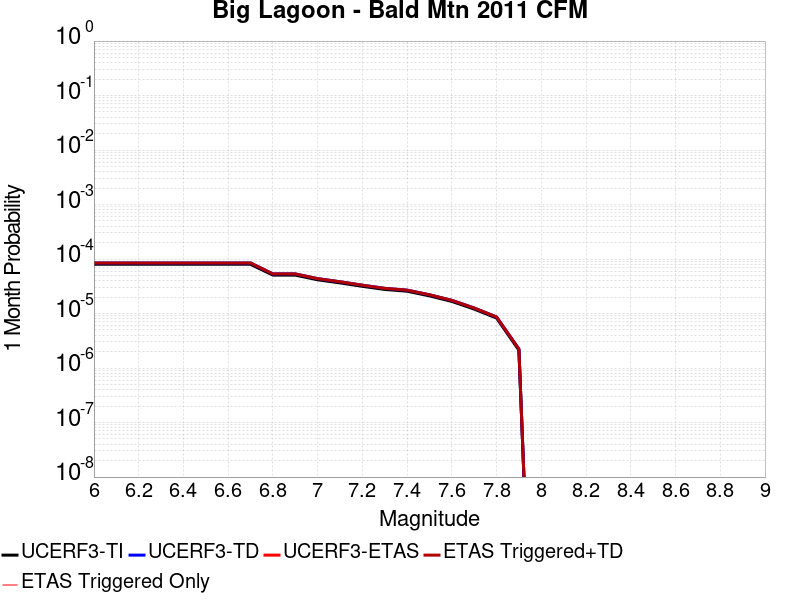 Big Lagoon - Bald Mtn 2011 CFM
10^0
10^-1
10^-2
10^-3
10^-4
10^-5
10^-6
10^-7
10^-8
1 Month Probability
6 6.2 6.4 6.6 6.8 7 7.2 7.4 7.6 7.8 8 8.2 8.4 8.6 8.8 9
Magnitude
UCERF3-TI UCERF3-TD UCERF3-ETAS ETAS Triggered+TD
ETAS Triggered Only